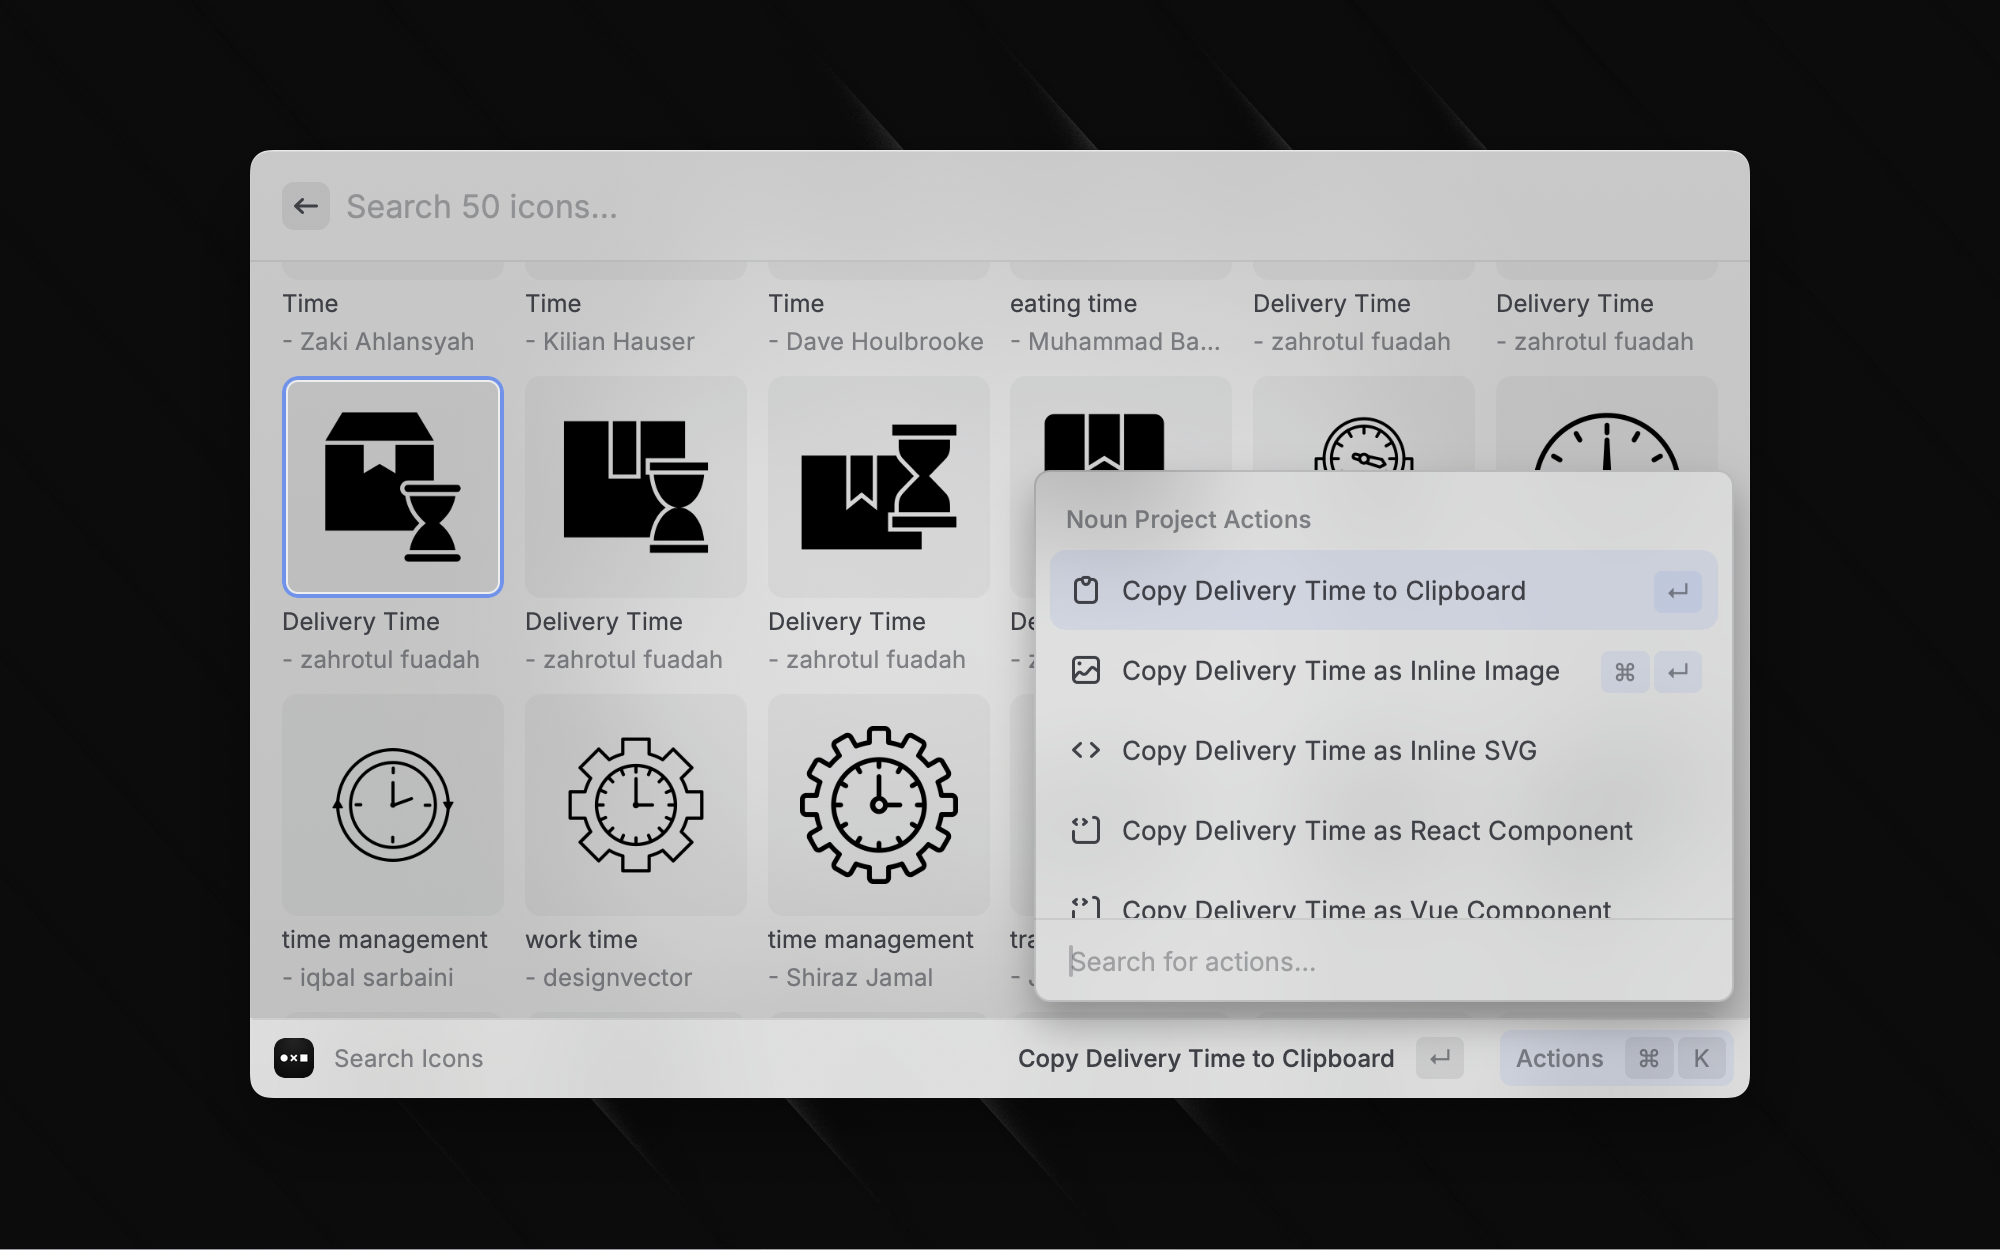 Search 50 icons...
Time
Time
Time
eating time
Delivery Time
Delivery Time
- Zaki Ahlansyah
- Kilian Hauser
- Dave Houlbrooke
- Muhammad Ba...
- zahrotul fuadah
- zahrotul fuadah
Delivery Time
Delivery Time
Delivery Time
- zahrotul fuadah
- zahrotul fuadah
- zahrotul fuadah
time management
work time
time management
- iqbal sarbaini
- designvector
- Shiraz Jamal
Noun Project Actions
Copy Delivery Time to Clipboard
Copy Delivery Time as Inline Image ⌘
Copy Delivery Time as Inline SVG
Copy Delivery Time as React Component
Copy Delivery Time as Vue Component
Search for actions...
Search Icons
Copy Delivery Time to Clipboard
Actions ⌘ K